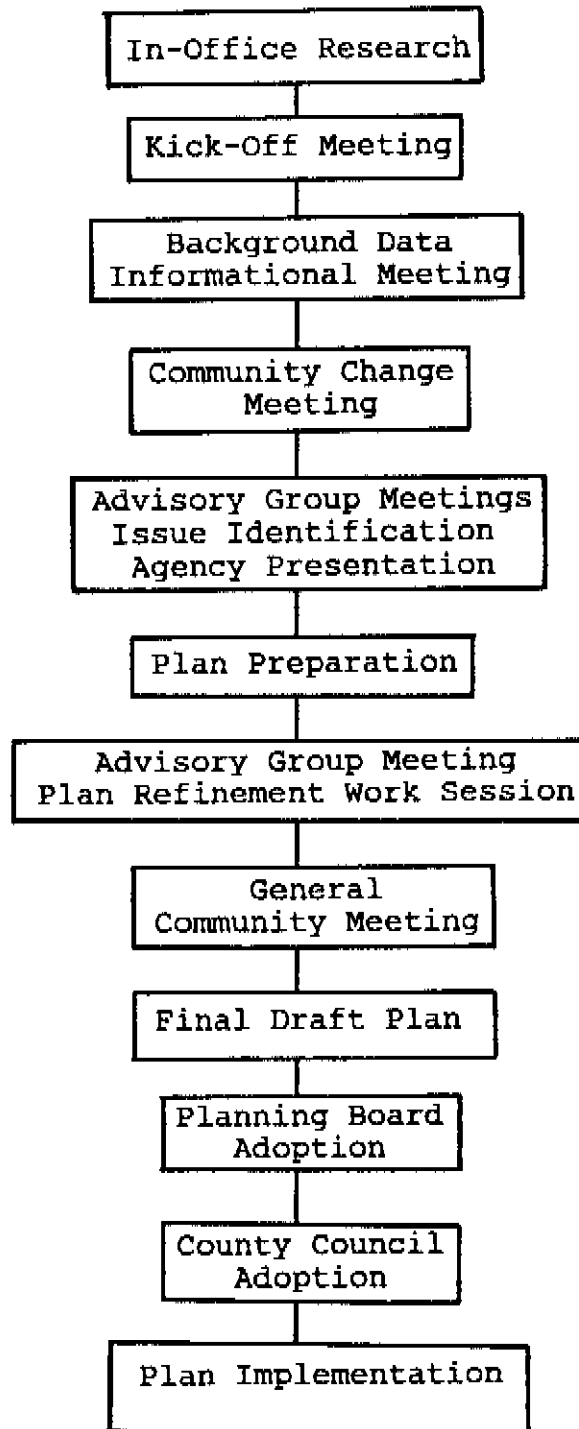 In-Office Research
Kick-Off Meeting
Background Data
Informational Meeting
Community Change
Meeting
Advisory Group Meetings
Issue Identification
Agency Presentation
Plan Preparation
Advisory Group Meeting
Plan Refinement Work Session
General
Community Meeting
Final Draft Plan
Planning Board
Adoption
County Council
Adoption
Plan Implementation